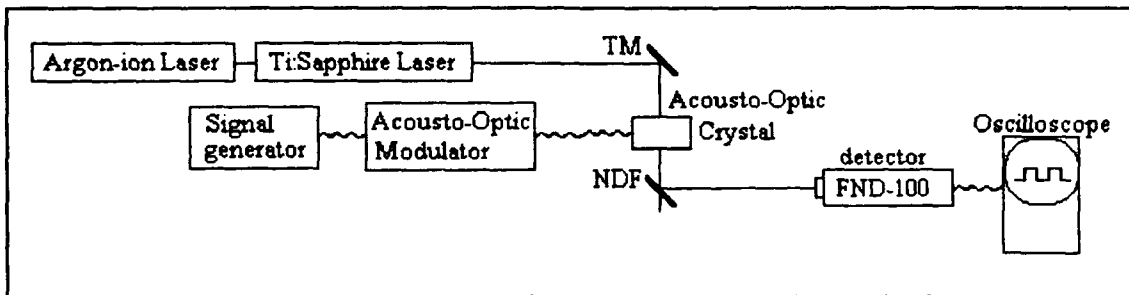 Argon-ion Laser
Ti:Sapphire Laser
TM
Signal
generator
Acousto-Optic
Modulator
Acousto-Optic
Crystal
NDF
detector
FND-100
Oscilloscope